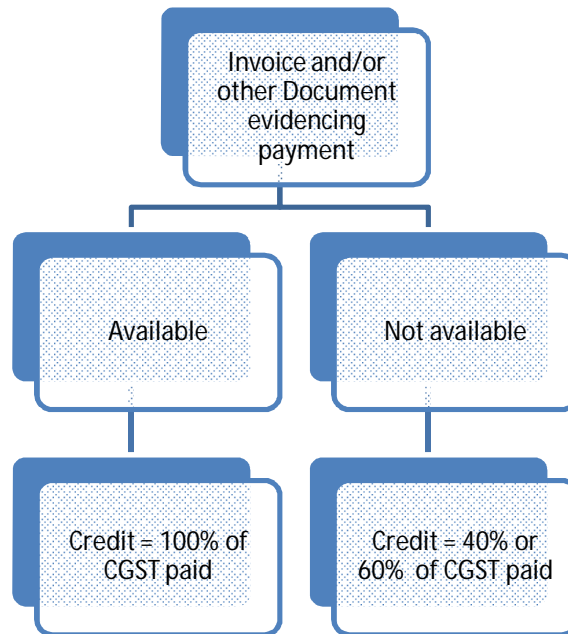 Invoice and/or
other Document
evidencing
payment
Available
Not available
Credit = 100% of
CGST paid
Credit = 40% or
60% of CGST paid